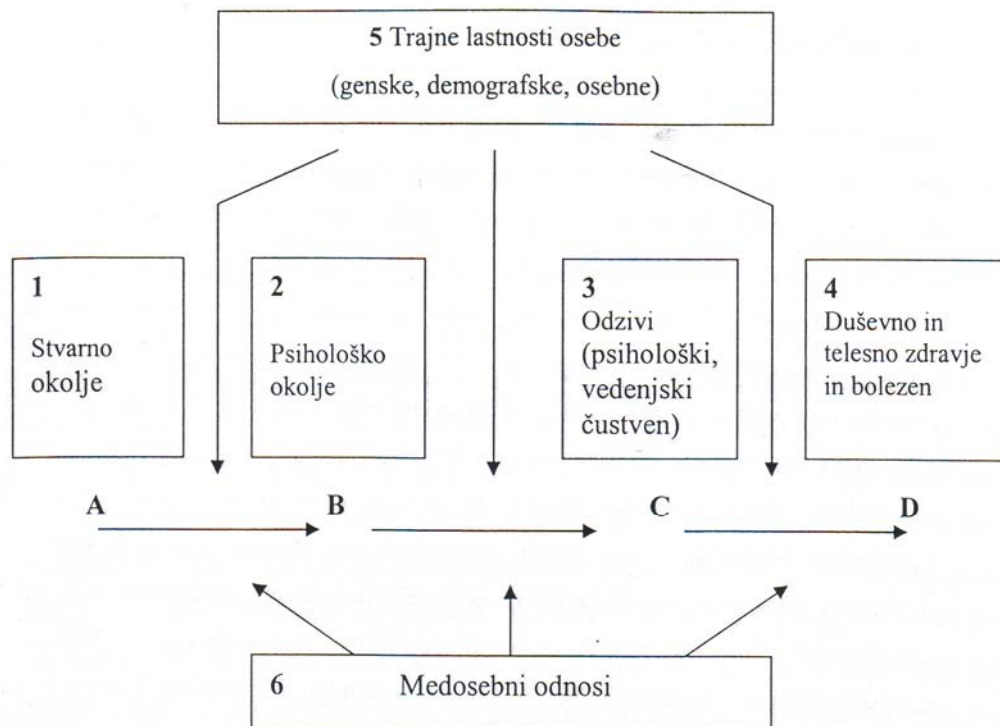 5 Trajne lastnosti osebe
(genske, demografske, osebne)
1
Stvarno
okolje
2
Psihološko
okolje
3
Odzivi
(psihološki,
vedenjski
čustven)
4
Duševno in
telesno zdravje
in bolezen
A B C D
6 Medosebni odnosi